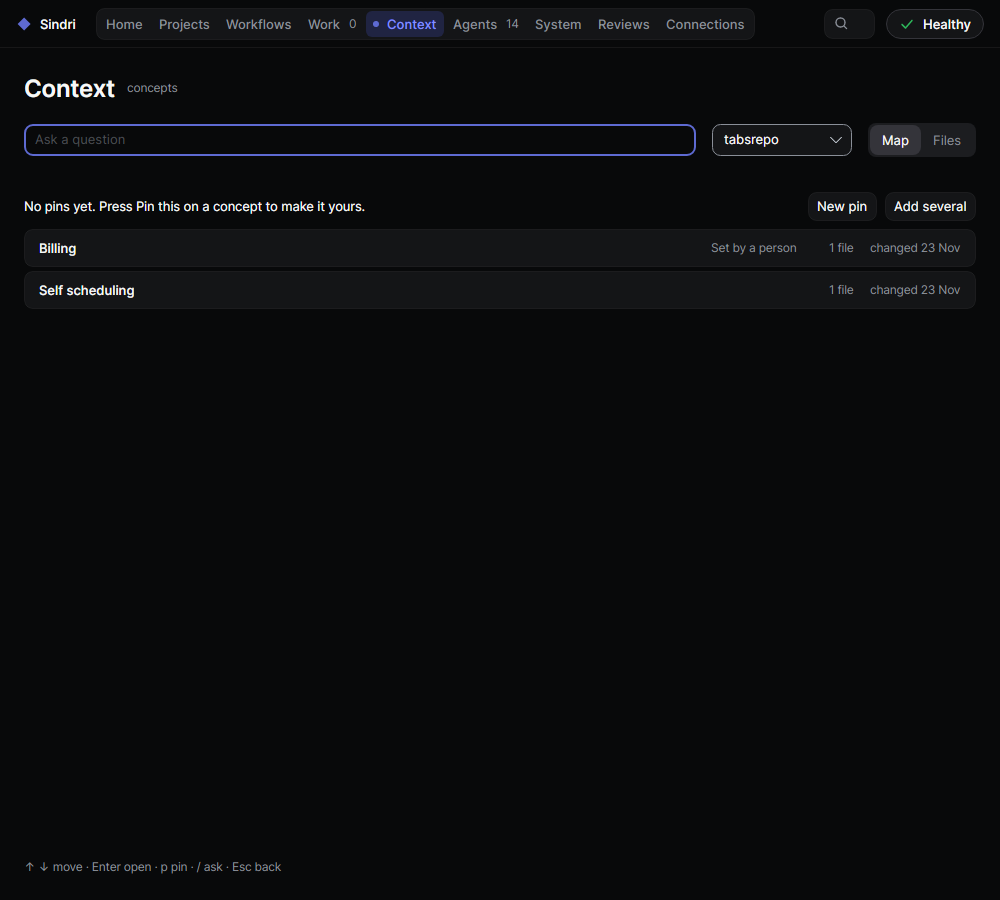 Sindri Home Projects Workflows Work 0 Context Agents 14 System Reviews Connections Healthy
Context concepts
Ask a question tabsrepo Map Files
No pins yet. Press Pin this on a concept to make it yours. New pin Add several
Billing Set by a person 1 file changed 23 Nov
Self scheduling 1 file changed 23 Nov
↑ ↓ move · Enter open · p pin · / ask · Esc back